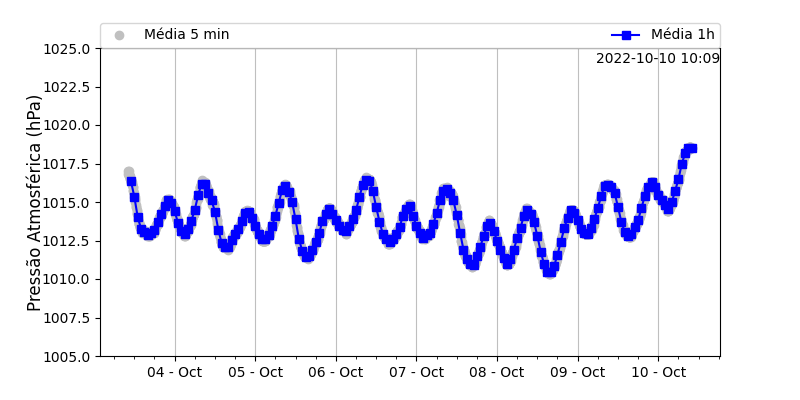 Média 5 min
Média 1h
2022-10-10 10:09
Pressão Atmosférica (hPa)
1025.0
1022.5
1020.0
1017.5
1015.0
1012.5
1010.0
1007.5
1005.0
04 - Oct
05 - Oct
06 - Oct
07 - Oct
08 - Oct
09 - Oct
10 - Oct